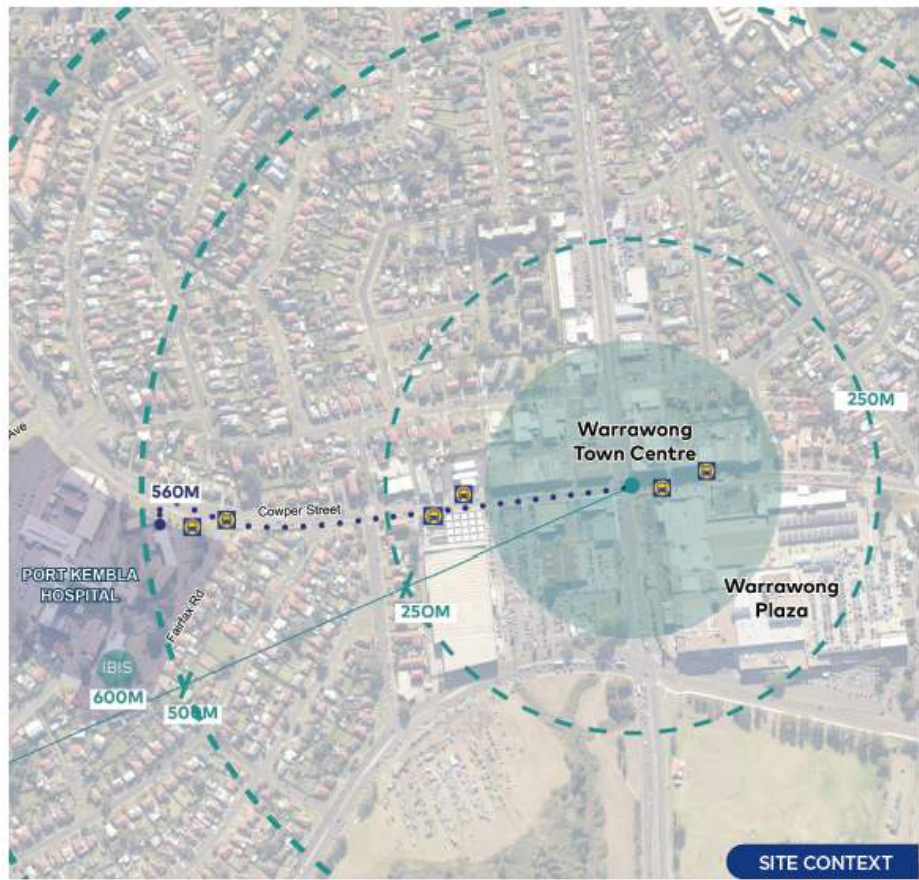 250M
Warrawong
Town Centre
Ave
560M
Cowper Street
PORT KEMBLA
HOSPITAL
Warrawong
Plaza
250M
Fairfax Rd
IBIS
600M
500M
SITE CONTEXT